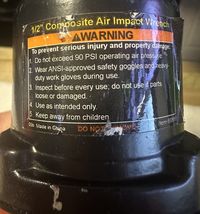 1/2" Composite Air Impact Wrench
WARNING
To prevent serious injury and property damage:
1. Do not exceed 90 PSI operating air pressure
2. Wear ANSI-approved safety goggles and heavy
duty work gloves during use.
3. Inspect before every use; do not use if parts
loose or damaged.
4. Use as intended only.
5. Keep away from children
Made in China
DO NOT